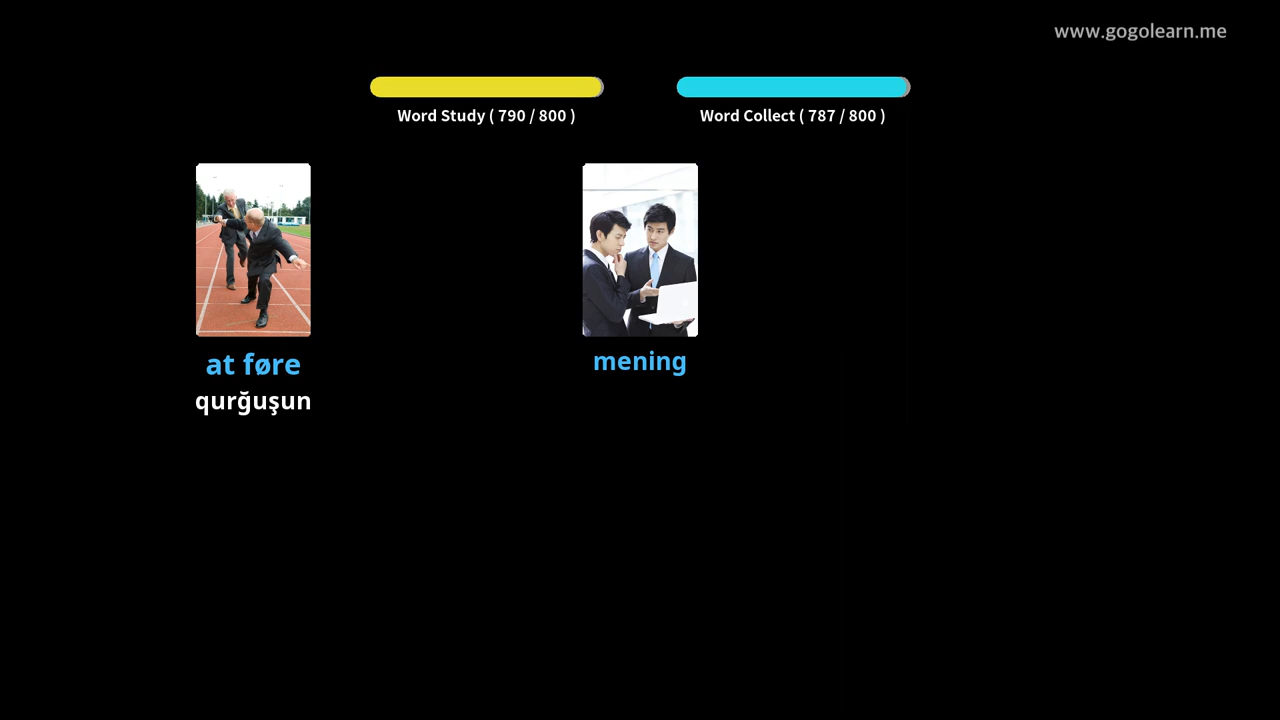 www.gogolearn.me
Word Study ( 790 / 800 )
Word Collect ( 787 / 800 )
at føre
mening
qurğuşun